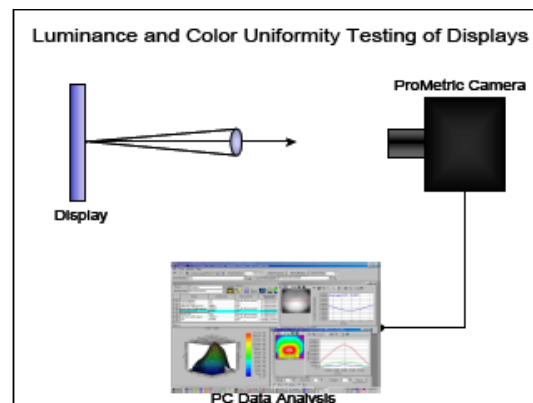 Luminance and Color Uniformity Testing of Displays
ProMetric Camera
Display
PC Data Analysis